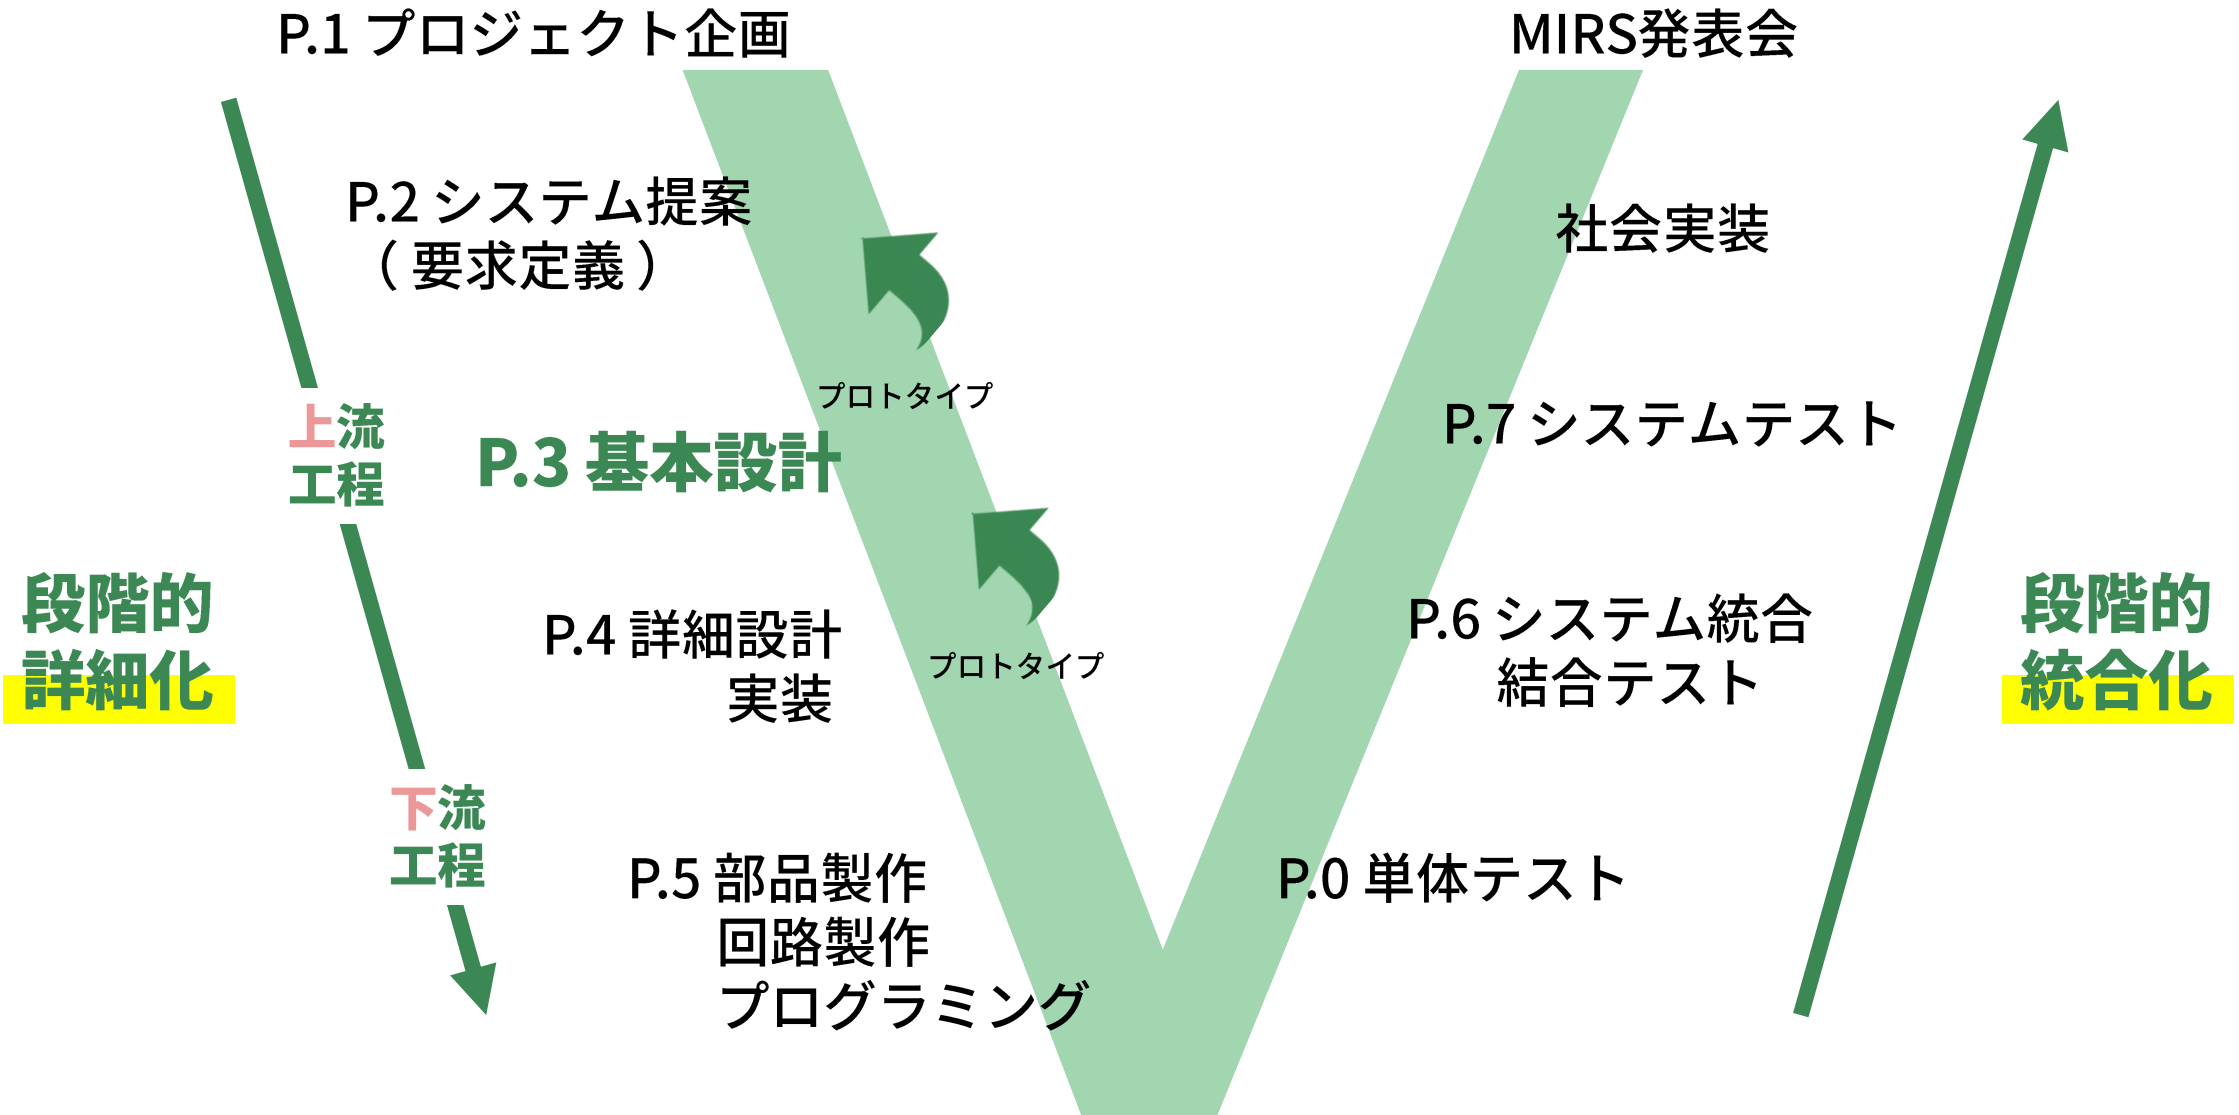 P.1 プロジェクト企画
P.2 システム提案
（ 要求定義 ）
上流
工程
プロトタイプ
P.3 基本設計
段階的
詳細化
P.4 詳細設計
実装
プロトタイプ
下流
工程
P.5 部品製作
回路製作
プログラミング
MIRS発表会
社会実装
P.7 システムテスト
P.6 システム統合
結合テスト
P.0 単体テスト
段階的
統合化